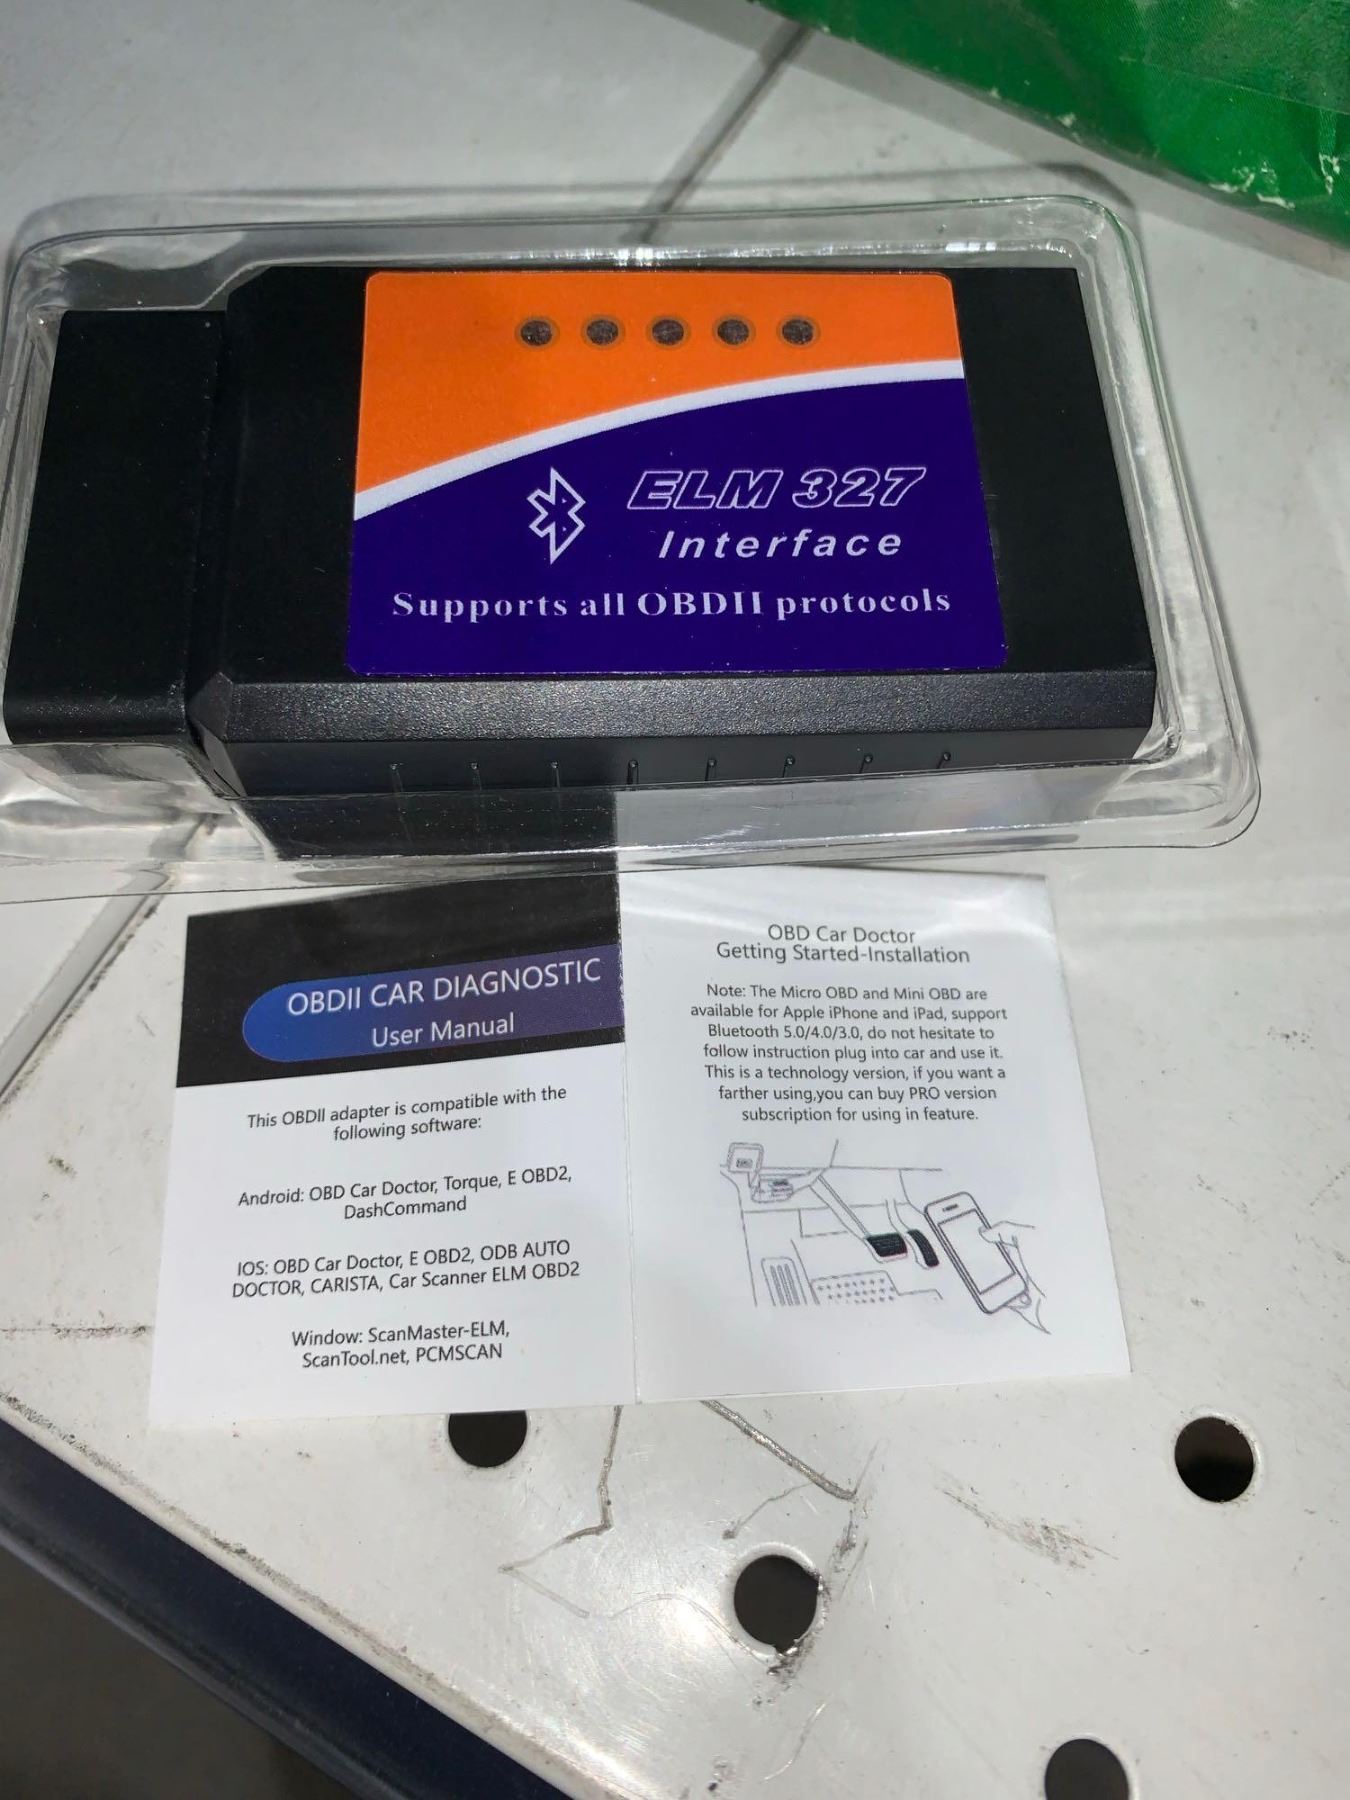 ELM 327
Interface
Supports all OBDII protocols
OBDII CAR DIAGNOSTIC
User Manual
This OBDII adapter is compatible with the
following software:
Android: OBD Car Doctor, Torque, E OBD2,
DashCommand
IOS: OBD Car Doctor, E OBD2, ODB AUTO
DOCTOR, CARISTA, Car Scanner ELM OBD2
Window: ScanMaster-ELM,
ScanTool.net, PCMSCAN
OBD Car Doctor
Getting Started-Installation
Note: The Micro OBD and Mini OBD are
available for Apple iPhone and iPad, support
Bluetooth 5.0/4.0/3.0, do not hesitate to
follow instruction plug into car and use it.
This is a technology version, if you want a
farther using,you can buy PRO version
subscription for using in feature.